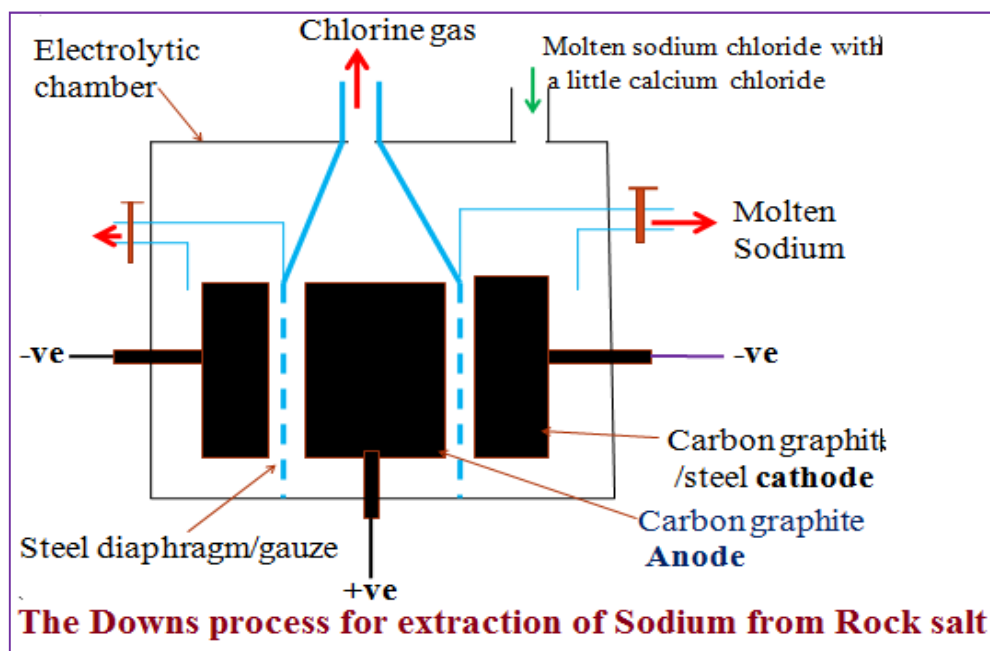 Chlorine gas
Electrolytic
chamber
Molten sodium chloride with
a little calcium chloride
Molten
Sodium
-ve
-ve
Carbon graphite
/steel cathode
Carbon graphite
Anode
Steel diaphragm/gauze
+ve
The Downs process for extraction of Sodium from Rock salt